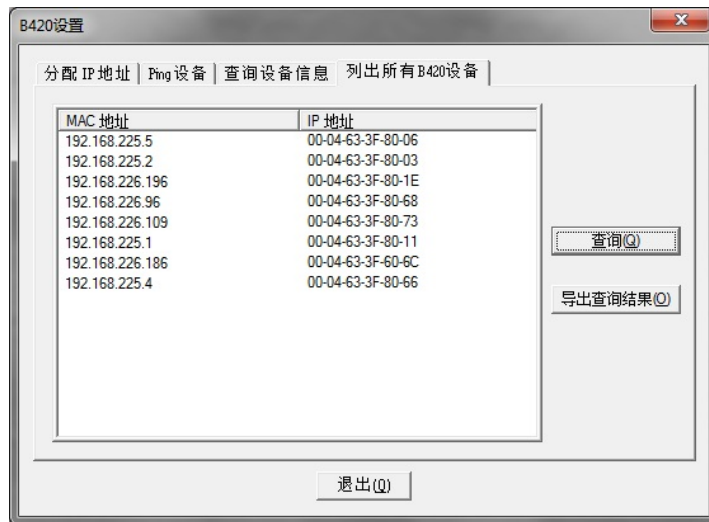 B420设置
分配 IP 地址 Ping 设备 查询设备信息 列出所有B420设备
MAC 地址 IP 地址
192.168.225.5 00-04-63-3F-80-06
192.168.225.2 00-04-63-3F-80-03
192.168.226.196 00-04-63-3F-80-1E
192.168.226.96 00-04-63-3F-80-68
192.168.226.109 00-04-63-3F-80-73
192.168.225.1 00-04-63-3F-80-11
192.168.226.186 00-04-63-3F-60-6C
192.168.225.4 00-04-63-3F-80-66
查询(Q)
导出查询结果(O)
退出(Q)